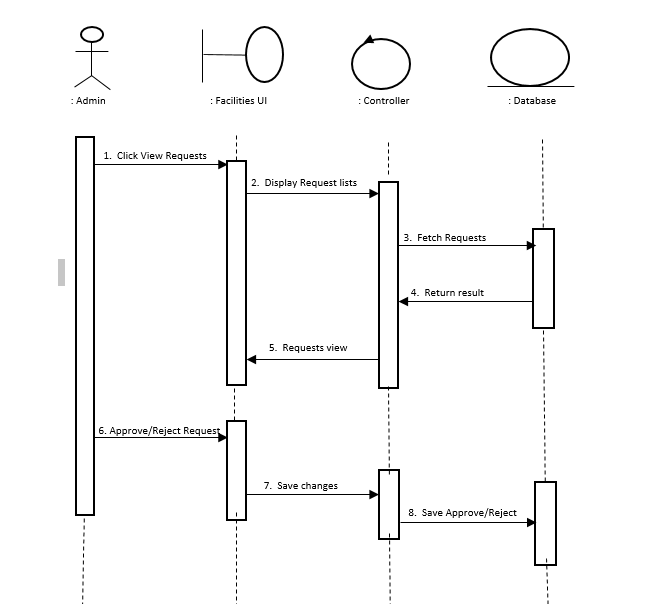 : Admin
: Facilities UI
: Controller
: Database
1. Click View Requests
2. Display Request lists
3. Fetch Requests
4. Return result
5. Requests view
6. Approve/Reject Request
7. Save changes
8. Save Approve/Reject